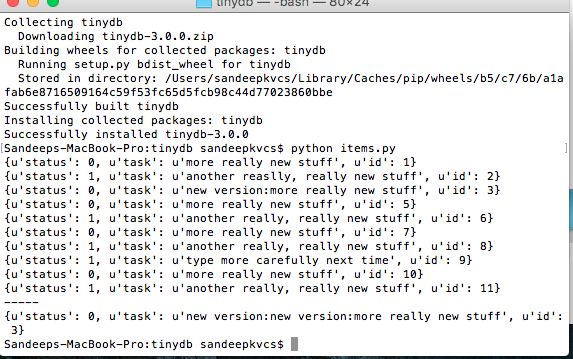 tinydb — -bash — 80×24
Collecting tinydb
  Downloading tinydb-3.0.0.zip
Building wheels for collected packages: tinydb
  Running setup.py bdist_wheel for tinydb
  Stored in directory: /Users/sandeepkvcs/Library/Caches/pip/wheels/b5/c7/6b/a1a
fab6e8716509164c59f53fc65d5fcb98c44d77023860bbe
Successfully built tinydb
Installing collected packages: tinydb
Successfully installed tinydb-3.0.0
[Sandeeps-MacBook-Pro:tinydb sandeepkvcs$ python items.py ]
{u'status': 0, u'task': u'more really new stuff', u'id': 1}
{u'status': 1, u'task': u'another reaslly, really new stuff', u'id': 2}
{u'status': 0, u'task': u'new version:more really new stuff', u'id': 3}
{u'status': 0, u'task': u'more really new stuff', u'id': 5}
{u'status': 1, u'task': u'another really, really new stuff', u'id': 6}
{u'status': 0, u'task': u'more really new stuff', u'id': 7}
{u'status': 1, u'task': u'another really, really new stuff', u'id': 8}
{u'status': 1, u'task': u'type more carefully next time', u'id': 9}
{u'status': 0, u'task': u'more really new stuff', u'id': 10}
{u'status': 1, u'task': u'another really, really new stuff', u'id': 11}
-----
{u'status': 0, u'task': u'new version:new version:more really new stuff', u'id':
 3}
Sandeeps-MacBook-Pro:tinydb sandeepkvcs$